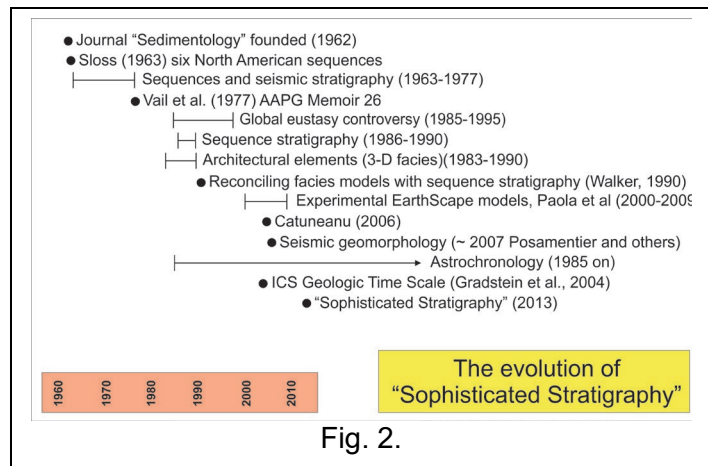 Journal “Sedimentology” founded (1962)
Sloss (1963) six North American sequences
Sequences and seismic stratigraphy (1963-1977)
Vail et al. (1977) AAPG Memoir 26
Global eustasy controversy (1985-1995)
Sequence stratigraphy (1986-1990)
Architectural elements (3-D facies)(1983-1990)
Reconciling facies models with sequence stratigraphy (Walker, 1990)
Experimental EarthScape models, Paola et al (2000-2009
Catuneanu (2006)
Seismic geomorphology (~ 2007 Posamentier and others)
Astrochronology (1985 on)
ICS Geologic Time Scale (Gradstein et al., 2004)
“Sophisticated Stratigraphy” (2013)
1960
1970
1980
1990
2000
2010
The evolution of
“Sophisticated Stratigraphy”
Fig. 2.